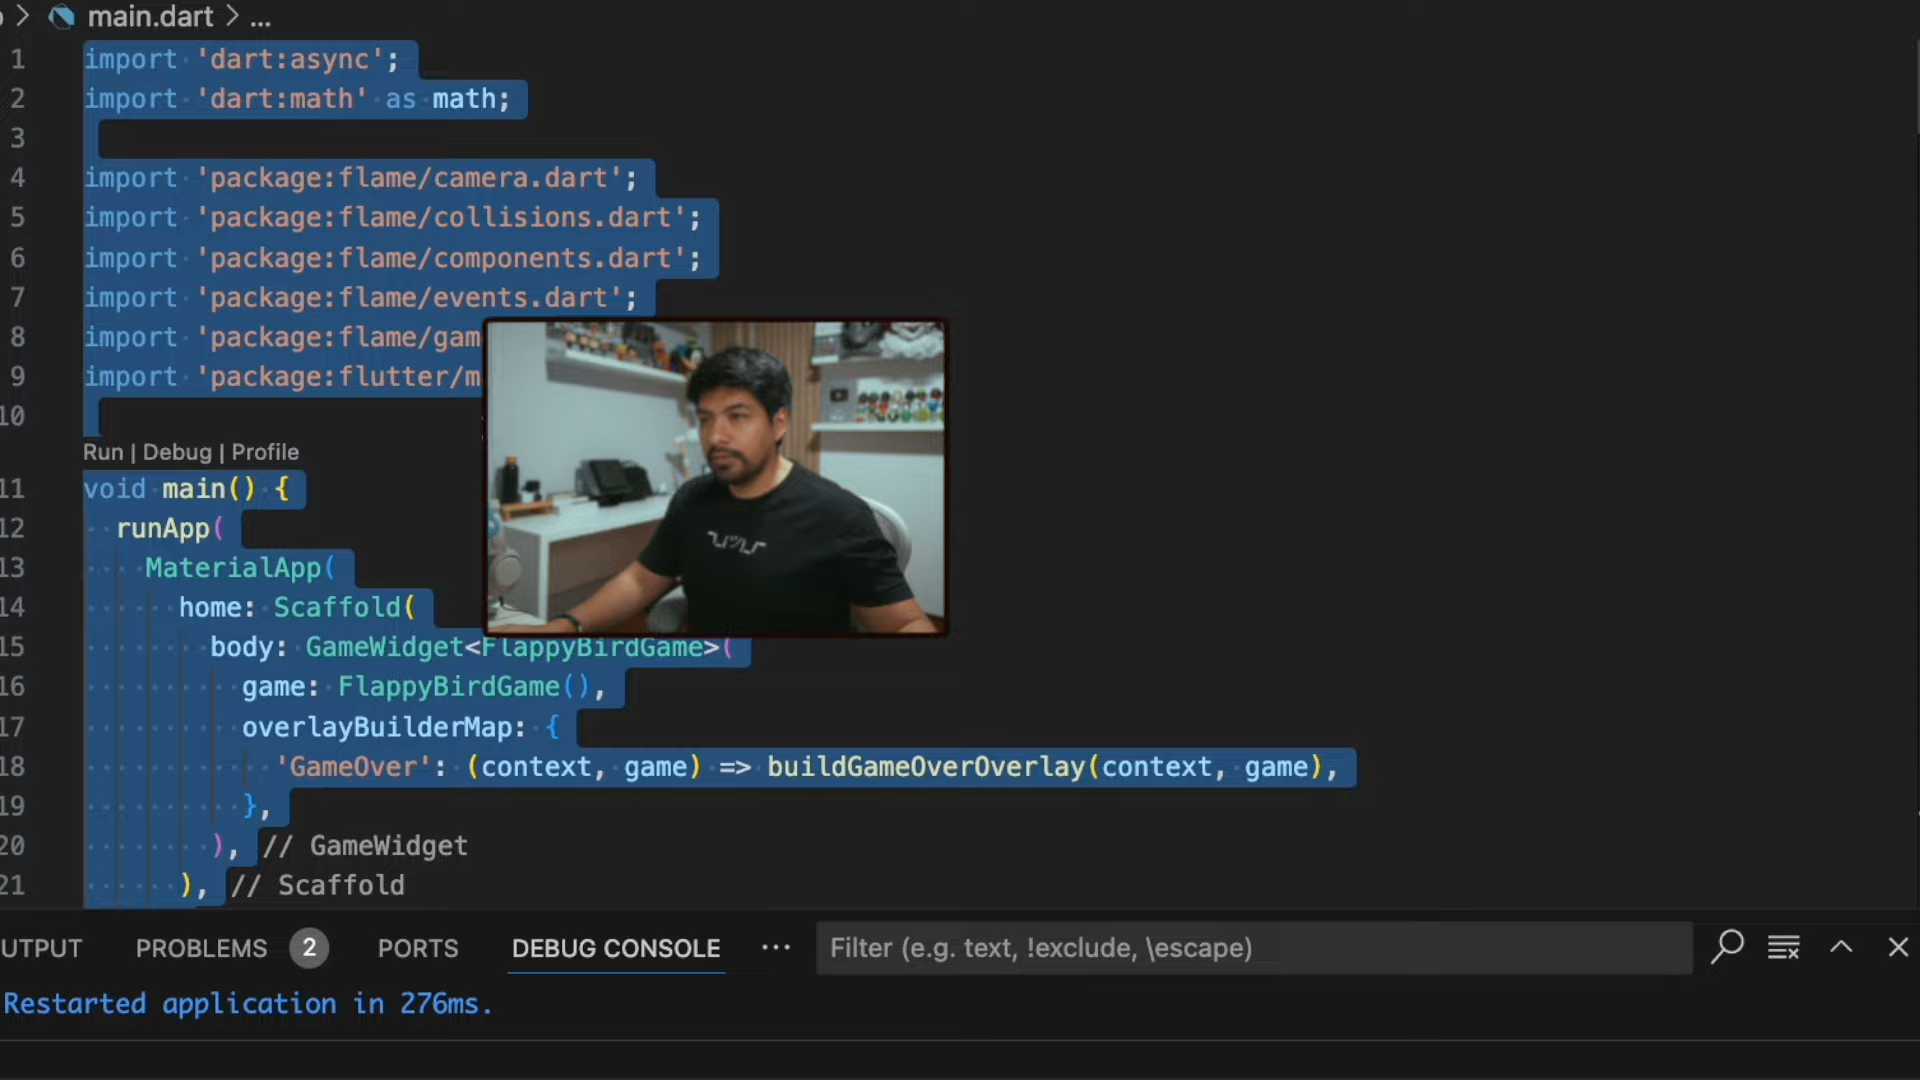 main.dart > ...
1 import 'dart:async';
2 import 'dart:math' as math;
3
4 import 'package:flame/camera.dart';
5 import 'package:flame/collisions.dart';
6 import 'package:flame/components.dart';
7 import 'package:flame/events.dart';
8 import 'package:flame/gam
9 import 'package:flutter/m
10
Run | Debug | Profile
11 void main() {
12 runApp(
13 MaterialApp(
14 home: Scaffold(
15 body: GameWidget<FlappyBirdGame>(
16 game: FlappyBirdGame(),
17 overlayBuilderMap: {
18 'GameOver': (context, game) => buildGameOverOverlay(context, game),
19 },
20 ), // GameWidget
21 ), // Scaffold
UTPUT PROBLEMS 2 PORTS DEBUG CONSOLE ... Filter (e.g. text, !exclude, \escape)
Restarted application in 276ms.